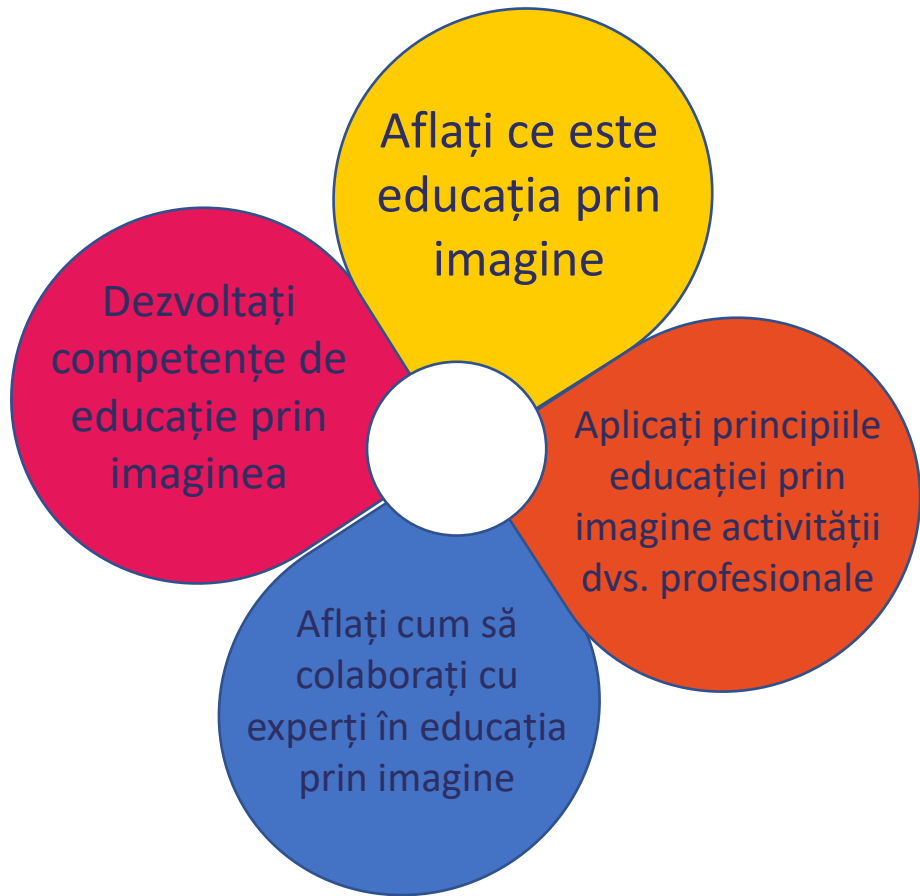 Aflați ce este
educația prin
imagine
Aplicați principiile
educației prin
imagine activității
dvs. profesionale
Aflați cum să
colaborați cu
experți în educația
prin imagine
Dezvoltați
competențe de
educație prin
imaginea